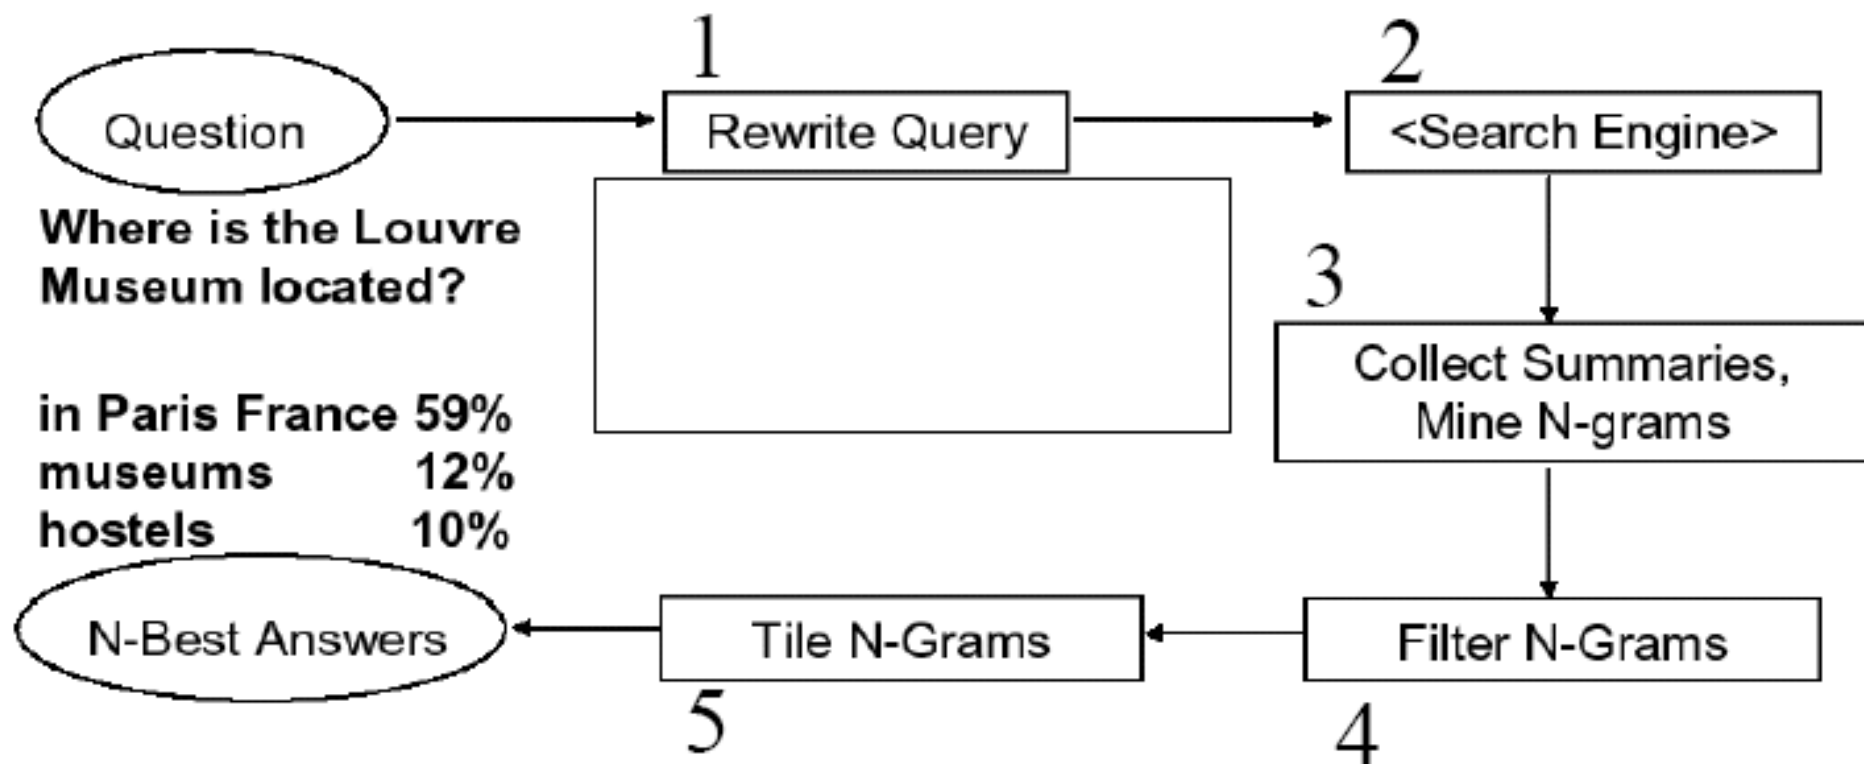 1
2
Question
Rewrite Query
<Search Engine>
Where is the Louvre
Museum located?
3
Collect Summaries,
Mine N-grams
in Paris France 59%
museums 12%
hostels 10%
N-Best Answers
Tile N-Grams
Filter N-Grams
5
4